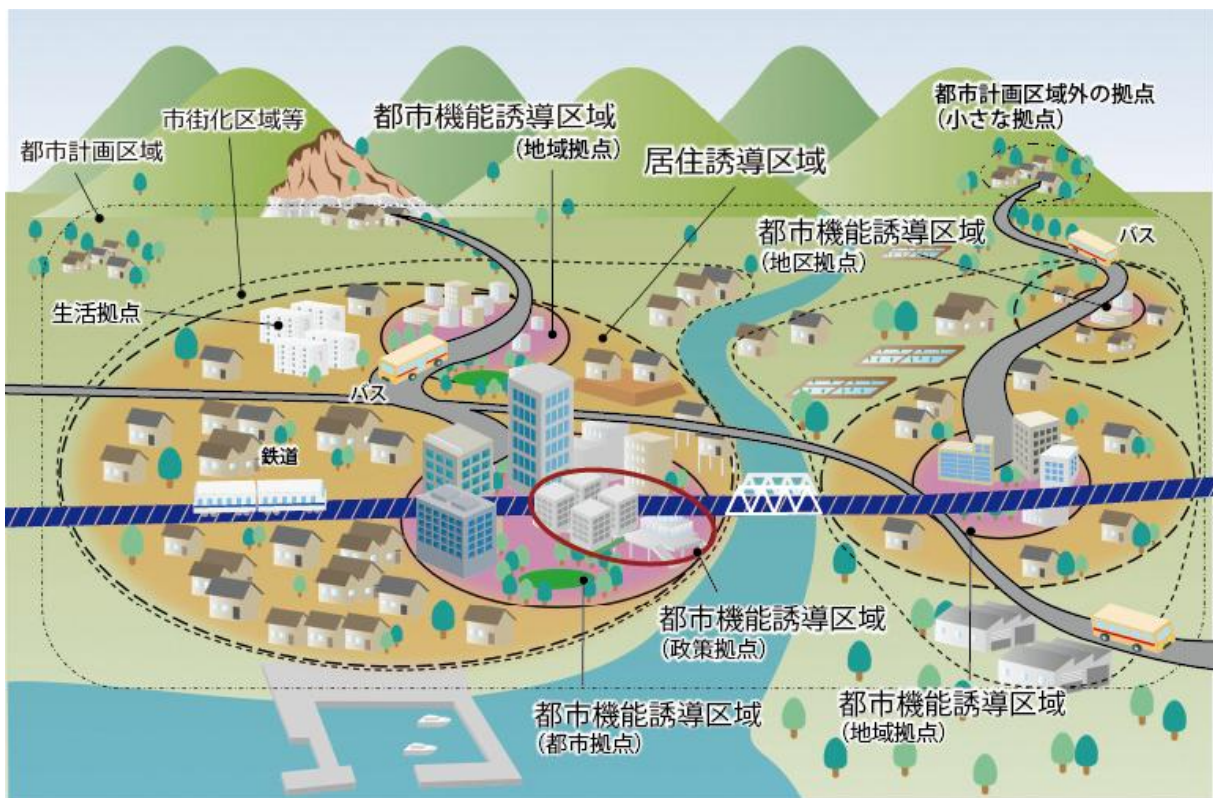 都市機能誘導区域
(地域拠点)
市街化区域等
都市計画区域
居住誘導区域
都市計画区域外の拠点
(小さな拠点)
都市機能誘導区域
(地区拠点)
バス
生活拠点
バス
鉄道
都市機能誘導区域
(政策拠点)
都市機能誘導区域
(都市拠点)
都市機能誘導区域
(地域拠点)